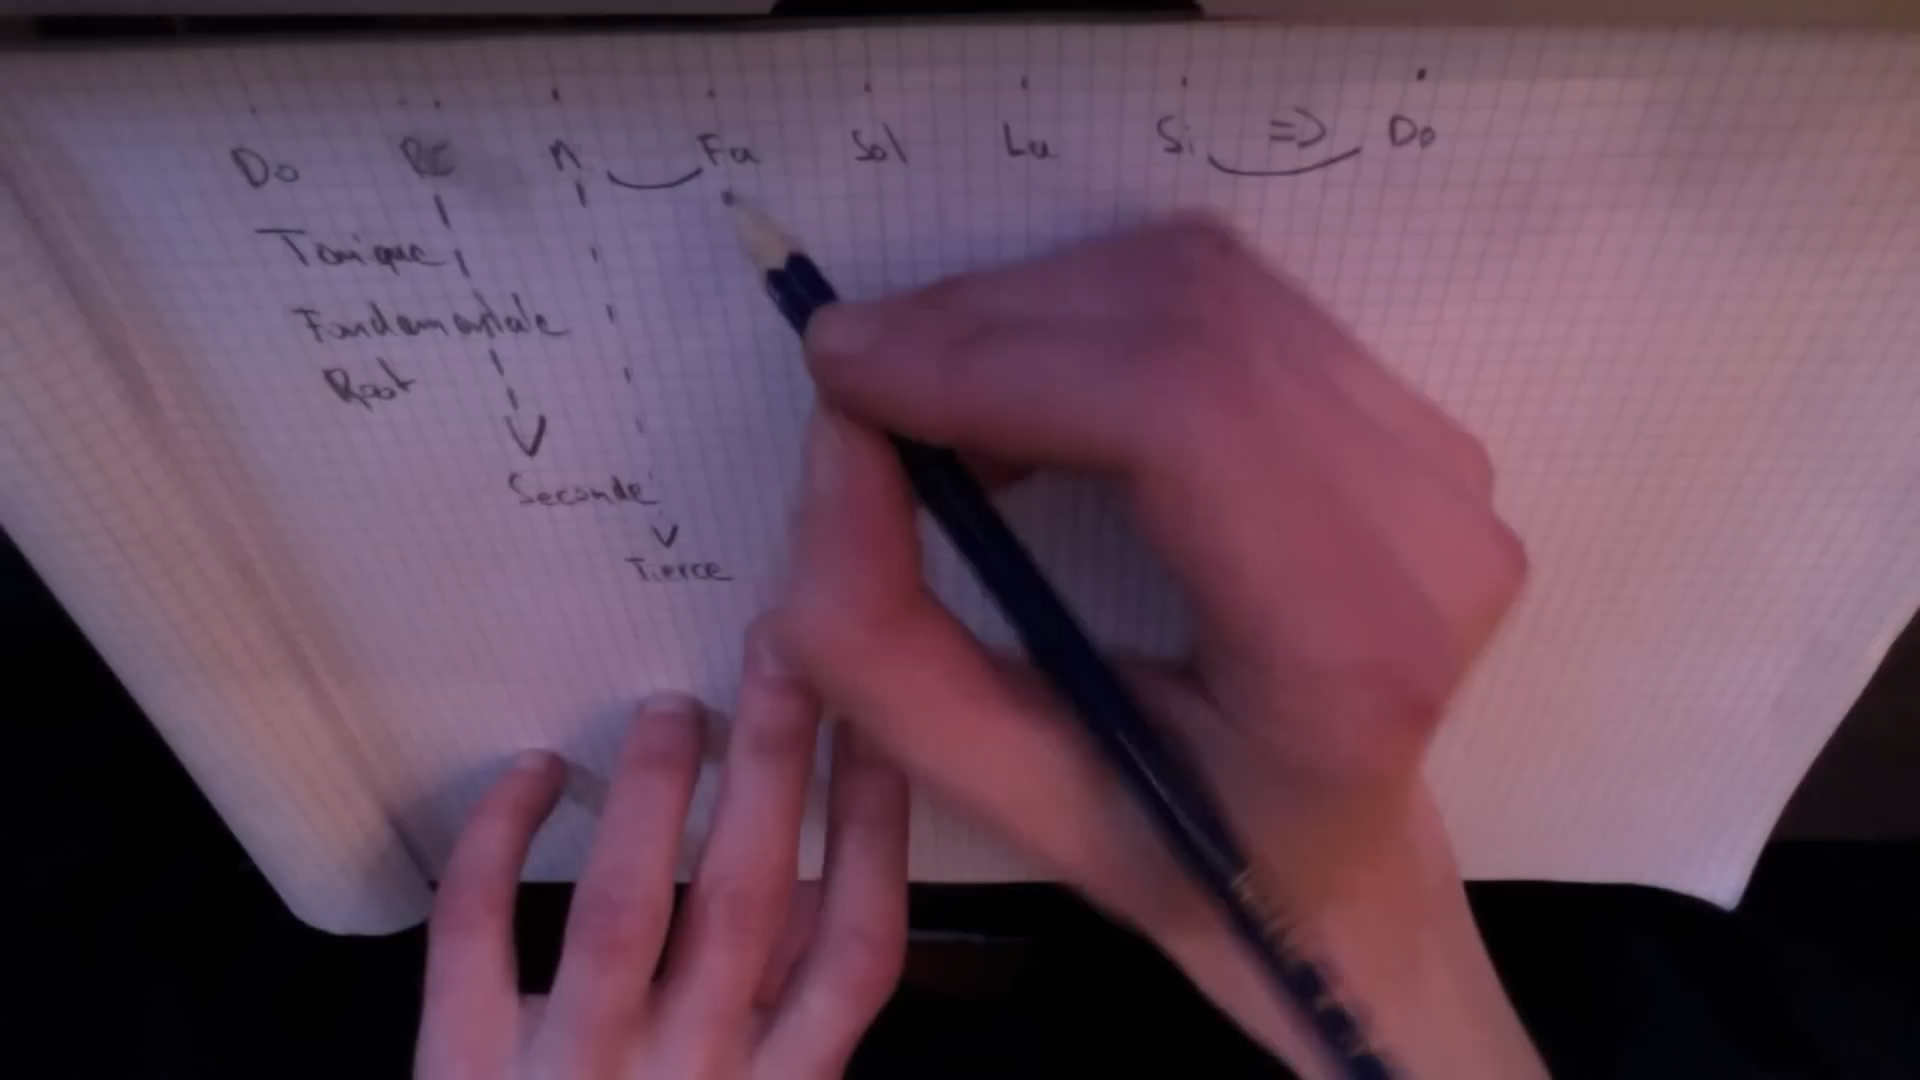 Do Ré Mi Fa Sol La Si => Do
Tonique
Fondamentale
Root
Seconde
Tierce